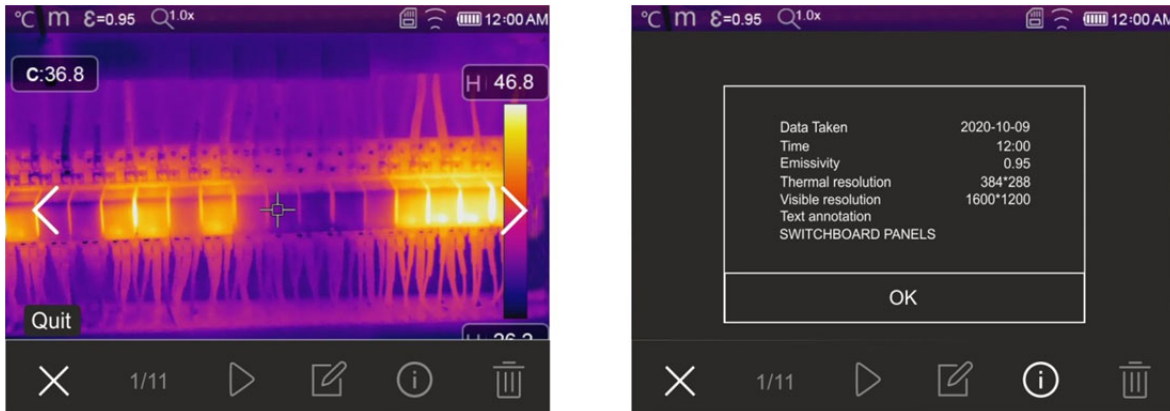 °C m ε=0.95 1.0x 12:00 AM
C:36.8
H 46.8
Quit
1/11
°C m ε=0.95 1.0x 12:00 AM
Data Taken 2020-10-09
Time 12:00
Emissivity 0.95
Thermal resolution 384*288
Visible resolution 1600*1200
Text annotation
SWITCHBOARD PANELS
OK
1/11